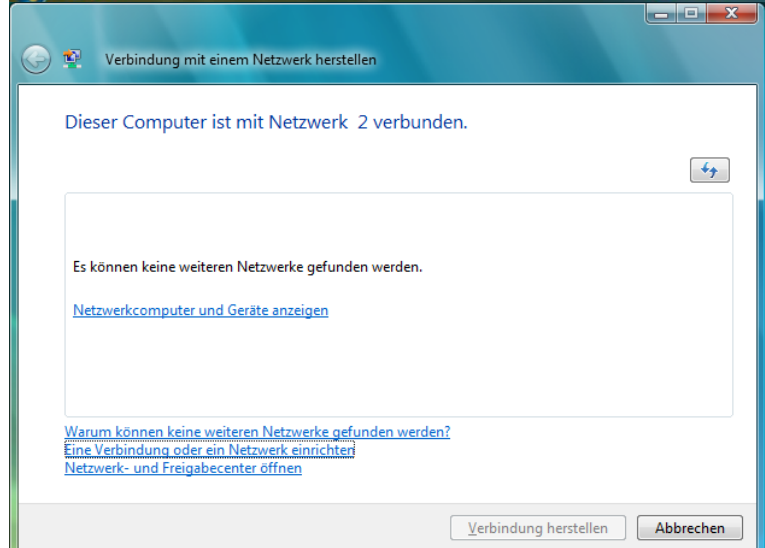 Verbindung mit einem Netzwerk herstellen
Dieser Computer ist mit Netzwerk 2 verbunden.
Es können keine weiteren Netzwerke gefunden werden.
Netzwerkcomputer und Geräte anzeigen
Warum können keine weiteren Netzwerke gefunden werden?
Eine Verbindung oder ein Netzwerk einrichten
Netzwerk- und Freigabecenter öffnen
Verbindung herstellen Abbrechen